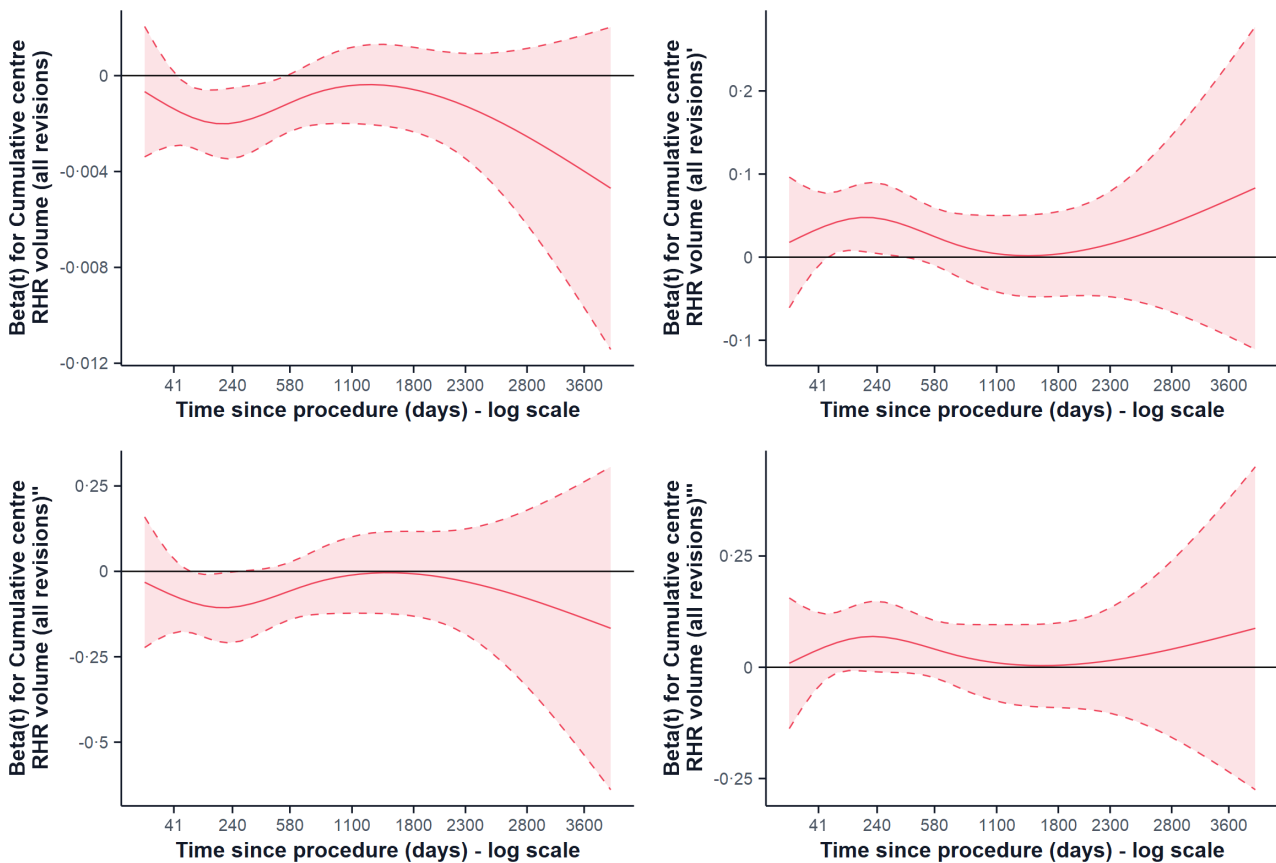 Beta(t) for Cumulative centre
RHR volume (all revisions)
0
-0·004
-0·008
-0·012
41 240 580 1100 1800 2300 2800 3600
Time since procedure (days) - log scale
Beta(t) for Cumulative centre
RHR volume (all revisions)'
0·2
0·1
0
-0·1
41 240 580 1100 1800 2300 2800 3600
Time since procedure (days) - log scale
Beta(t) for Cumulative centre
RHR volume (all revisions)''
0·25
0
-0·25
-0·5
41 240 580 1100 1800 2300 2800 3600
Time since procedure (days) - log scale
Beta(t) for Cumulative centre
RHR volume (all revisions)'''
0·25
0
-0·25
41 240 580 1100 1800 2300 2800 3600
Time since procedure (days) - log scale